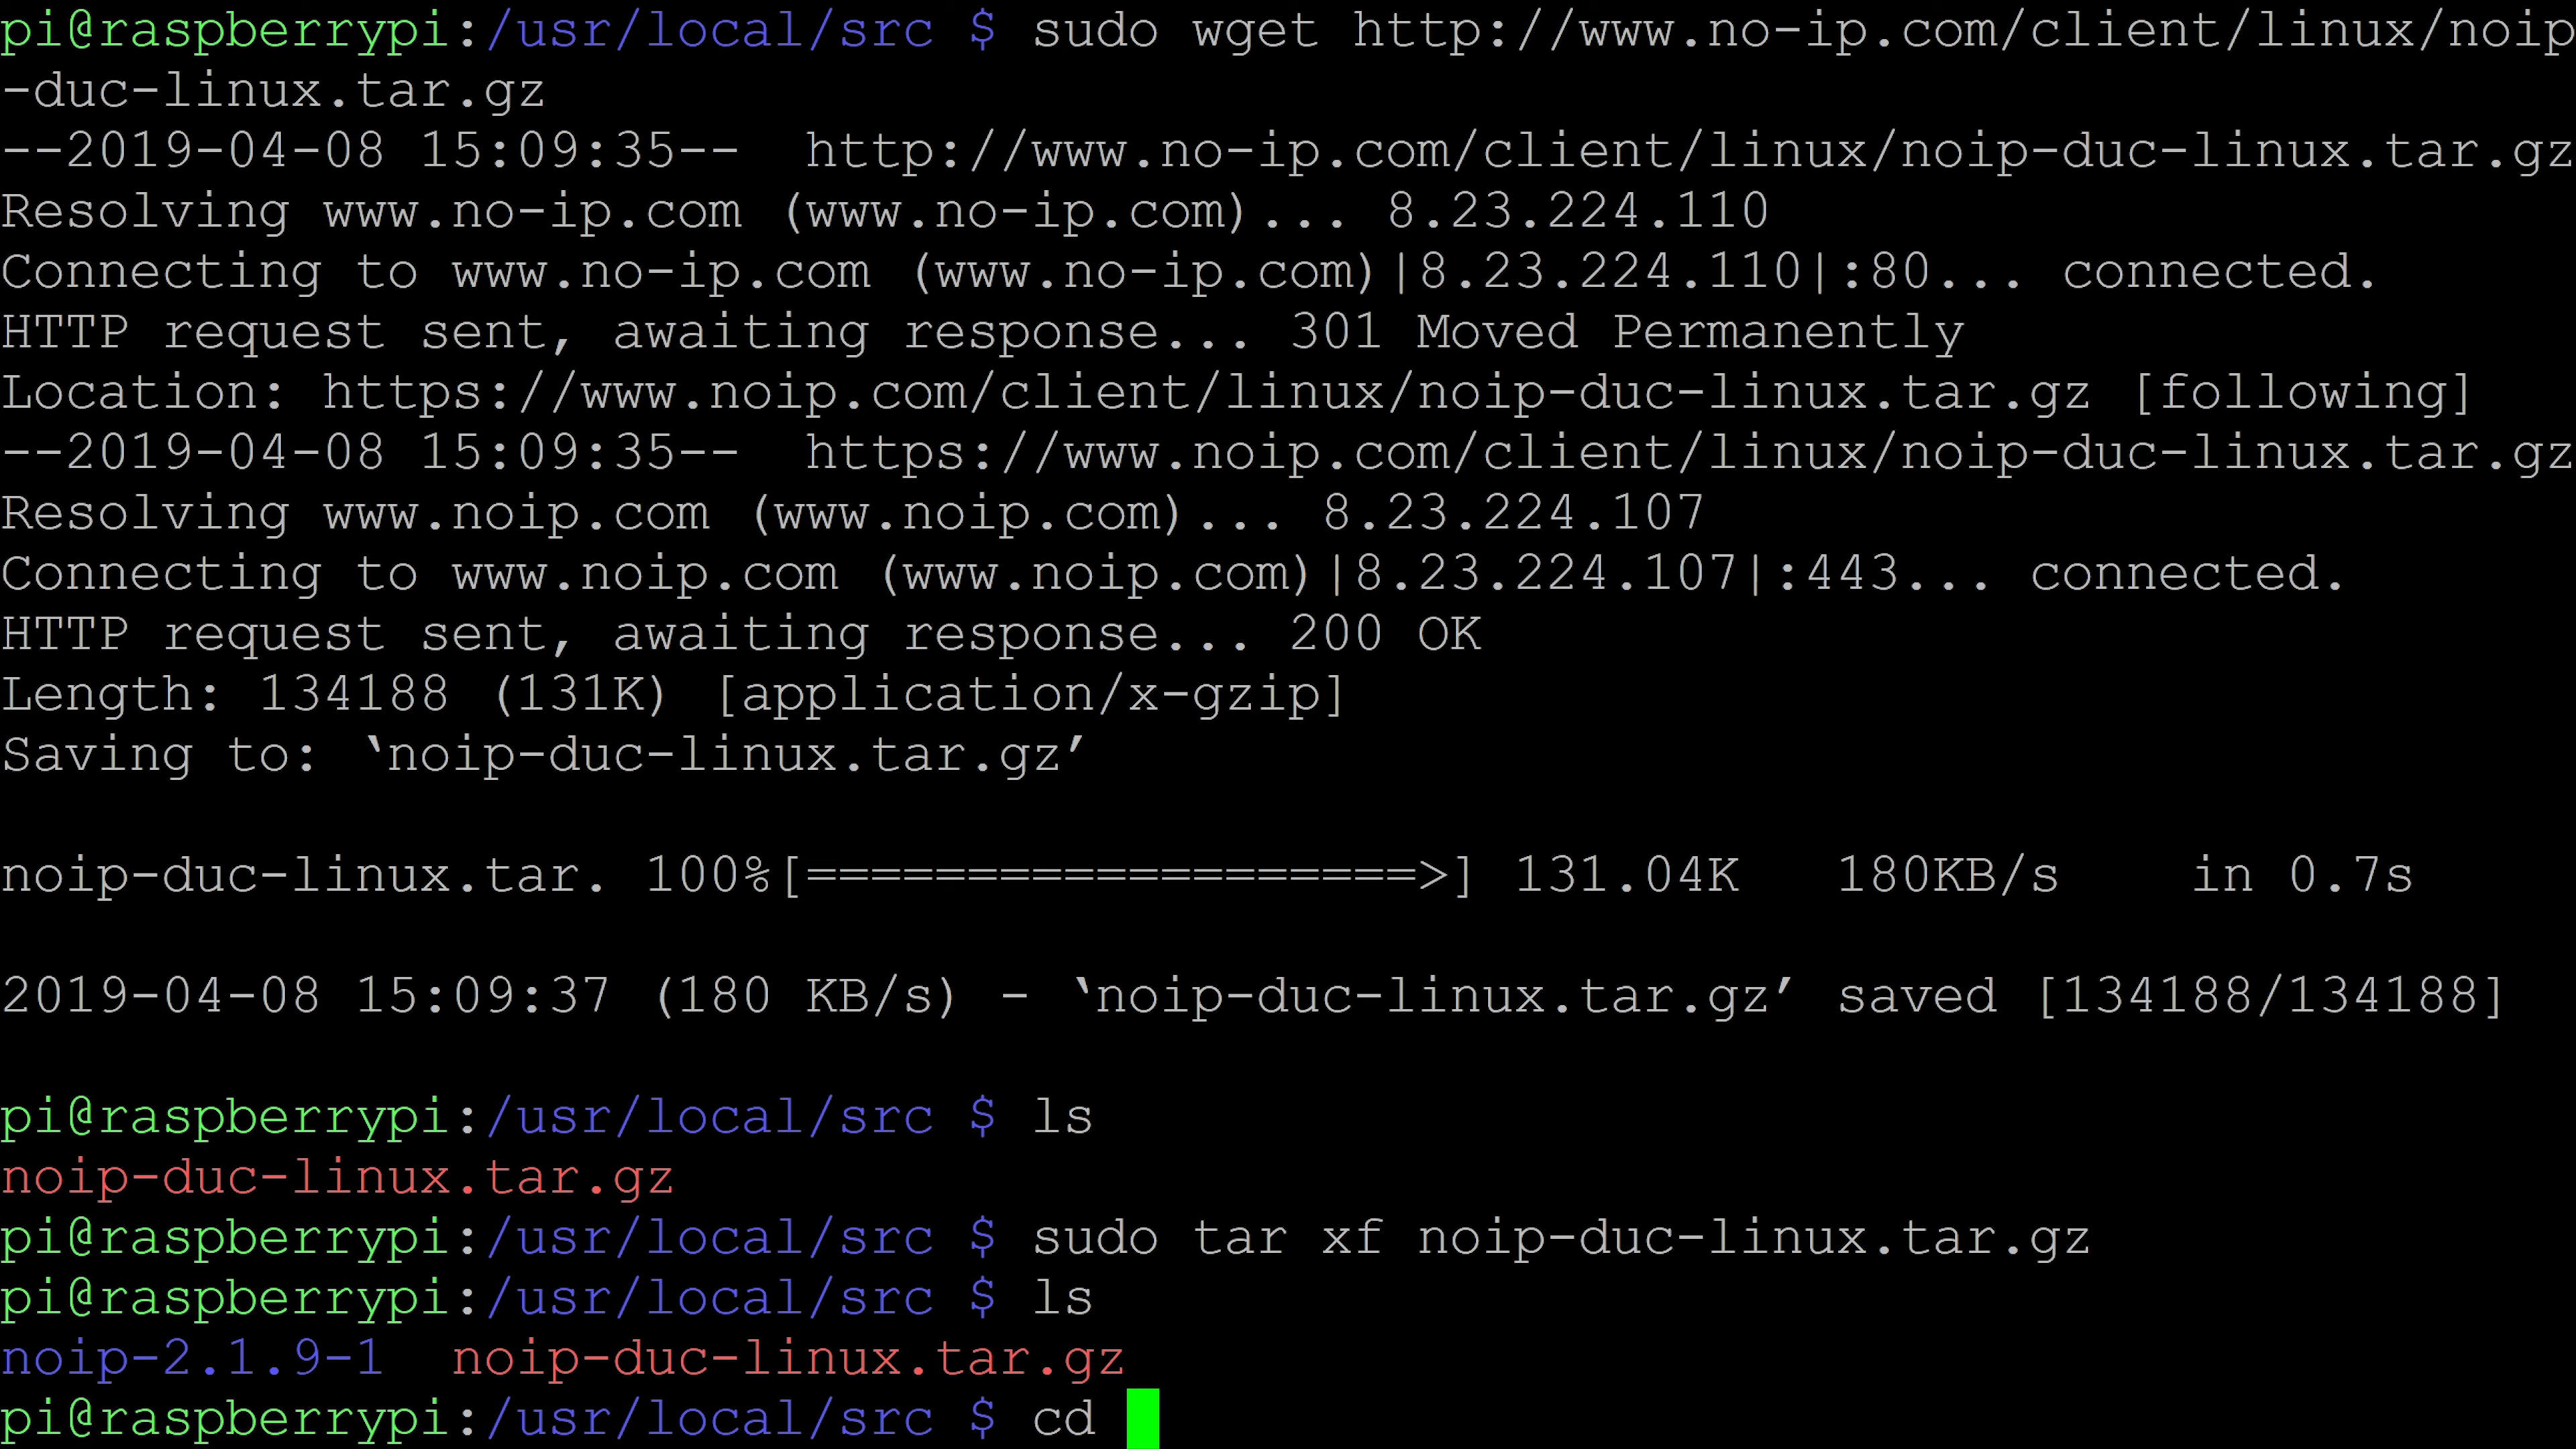 pi@raspberrypi:/usr/local/src $ sudo wget http://www.no-ip.com/client/linux/noip
-duc-linux.tar.gz
--2019-04-08 15:09:35--  http://www.no-ip.com/client/linux/noip-duc-linux.tar.gz
Resolving www.no-ip.com (www.no-ip.com)... 8.23.224.110
Connecting to www.no-ip.com (www.no-ip.com)|8.23.224.110|:80... connected.
HTTP request sent, awaiting response... 301 Moved Permanently
Location: https://www.noip.com/client/linux/noip-duc-linux.tar.gz [following]
--2019-04-08 15:09:35--  https://www.noip.com/client/linux/noip-duc-linux.tar.gz
Resolving www.noip.com (www.noip.com)... 8.23.224.107
Connecting to www.noip.com (www.noip.com)|8.23.224.107|:443... connected.
HTTP request sent, awaiting response... 200 OK
Length: 134188 (131K) [application/x-gzip]
Saving to: ‘noip-duc-linux.tar.gz’
noip-duc-linux.tar. 100%[===================>] 131.04K   180KB/s    in 0.7s
2019-04-08 15:09:37 (180 KB/s) - ‘noip-duc-linux.tar.gz’ saved [134188/134188]
pi@raspberrypi:/usr/local/src $ ls
noip-duc-linux.tar.gz
pi@raspberrypi:/usr/local/src $ sudo tar xf noip-duc-linux.tar.gz
pi@raspberrypi:/usr/local/src $ ls
noip-2.1.9-1  noip-duc-linux.tar.gz
pi@raspberrypi:/usr/local/src $ cd